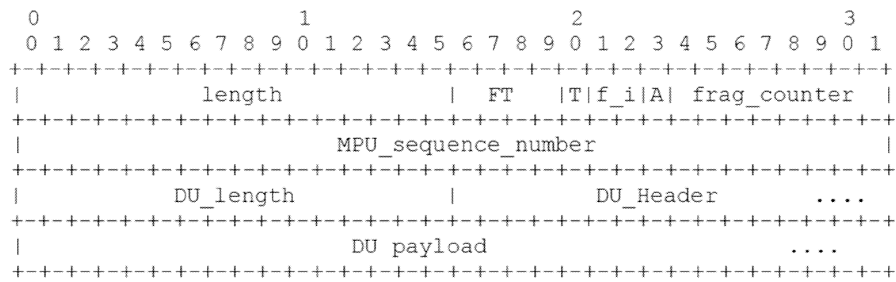 0                   1                   2                   3
0 1 2 3 4 5 6 7 8 9 0 1 2 3 4 5 6 7 8 9 0 1 2 3 4 5 6 7 8 9 0 1
+-+-+-+-+-+-+-+-+-+-+-+-+-+-+-+-+-+-+-+-+-+-+-+-+-+-+-+-+-+-+-+-+
| length | FT |T|f_i|A| frag_counter |
+-+-+-+-+-+-+-+-+-+-+-+-+-+-+-+-+-+-+-+-+-+-+-+-+-+-+-+-+-+-+-+-+
| MPU_sequence_number |
+-+-+-+-+-+-+-+-+-+-+-+-+-+-+-+-+-+-+-+-+-+-+-+-+-+-+-+-+-+-+-+-+
| DU_length | DU_Header ....
+-+-+-+-+-+-+-+-+-+-+-+-+-+-+-+-+-+-+-+-+-+-+-+-+-+-+-+-+-+-+-+-+
| DU payload ....
+-+-+-+-+-+-+-+-+-+-+-+-+-+-+-+-+-+-+-+-+-+-+-+-+-+-+-+-+-+-+-+-+